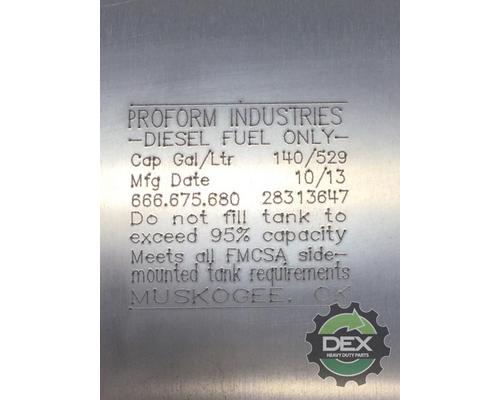 PROFORM INDUSTRIES
-DIESEL FUEL ONLY-
Cap Gal/Ltr 140/529
Mfg Date 10/13
666.675.680 28313647
Do not fill tank to
exceed 95% capacity
Meets all FMCSA side-
mounted tank requirements
MUSKOGEE, OK
DEX
HEAVY DUTY PARTS